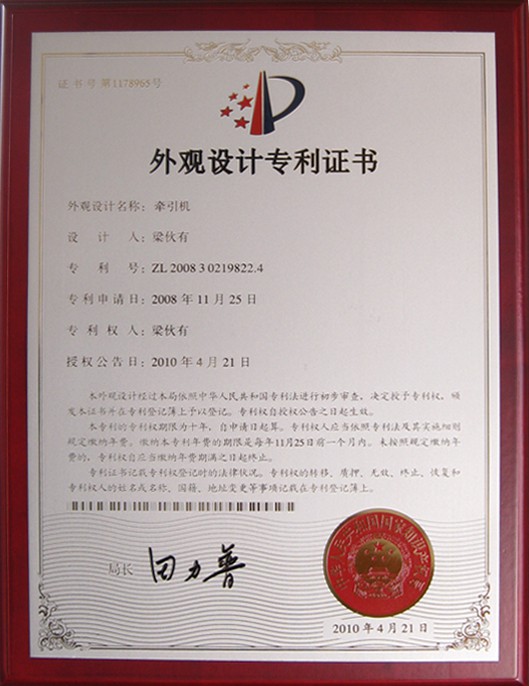 证书号第1178965号
外观设计专利证书
外观设计名称：牵引机
设计人：梁伙有
专利号：ZL 2008 3 0219822.4
专利申请日：2008 年 11 月 25 日
专利权人：梁伙有
授权公告日：2010 年 4 月 21 日
本外观设计经过本局依照中华人民共和国专利法进行初步审查，决定授予专利权，颁
发本证书并在专利登记簿上予以登记。专利权自授权公告之日起生效。
本专利的专利权期限为十年，自申请日起算。专利权人应当依照专利法及其实施细则
规定缴纳年费。缴纳本专利年费的期限是每年11月25日前一个月内。未按照规定缴纳年费
的，专利权自应当缴纳年费期满之日起终止。
专利证书记载专利权登记时的法律状况。专利权的转移、质押、无效、终止、恢复和
专利权人的姓名或名称、国籍、地址变更等事项记载在专利登记簿上。
局长 田力普
中华人民共和国国家知识产权局
2010 年 4 月 21 日